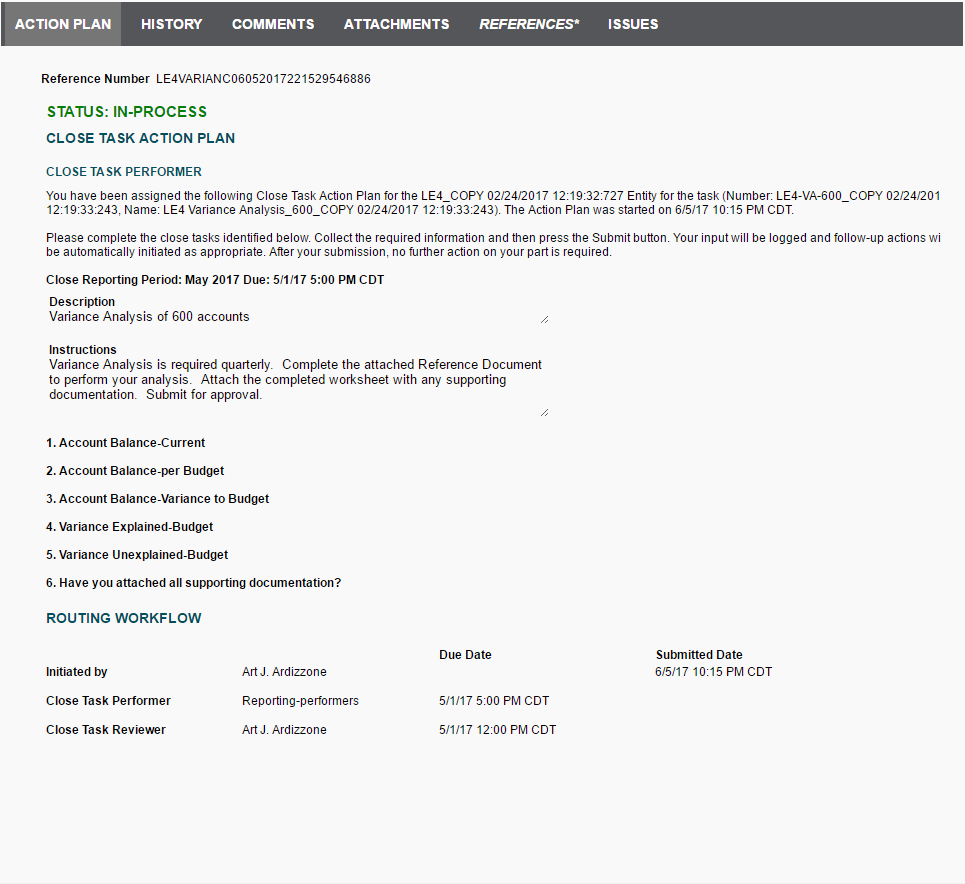 ACTION PLAN HISTORY COMMENTS ATTACHMENTS REFERENCES* ISSUES
Reference Number LE4VARIANC06052017221529546886
STATUS: IN-PROCESS
CLOSE TASK ACTION PLAN
CLOSE TASK PERFORMER
You have been assigned the following Close Task Action Plan for the LE4_COPY 02/24/2017 12:19:32:727 Entity for the task (Number: LE4-VA-600_COPY 02/24/201
12:19:33:243, Name: LE4 Variance Analysis_600_COPY 02/24/2017 12:19:33:243). The Action Plan was started on 6/5/17 10:15 PM CDT.
Please complete the close tasks identified below. Collect the required information and then press the Submit button. Your input will be logged and follow-up actions wi
be automatically initiated as appropriate. After your submission, no further action on your part is required.
Close Reporting Period: May 2017 Due: 5/1/17 5:00 PM CDT
Description
Variance Analysis of 600 accounts
Instructions
Variance Analysis is required quarterly.  Complete the attached Reference Document
to perform your analysis.  Attach the completed worksheet with any supporting
documentation.  Submit for approval.
1. Account Balance-Current
2. Account Balance-per Budget
3. Account Balance-Variance to Budget
4. Variance Explained-Budget
5. Variance Unexplained-Budget
6. Have you attached all supporting documentation?
ROUTING WORKFLOW
Due Date Submitted Date
Initiated by Art J. Ardizzone 6/5/17 10:15 PM CDT
Close Task Performer Reporting-performers 5/1/17 5:00 PM CDT
Close Task Reviewer Art J. Ardizzone 5/1/17 12:00 PM CDT